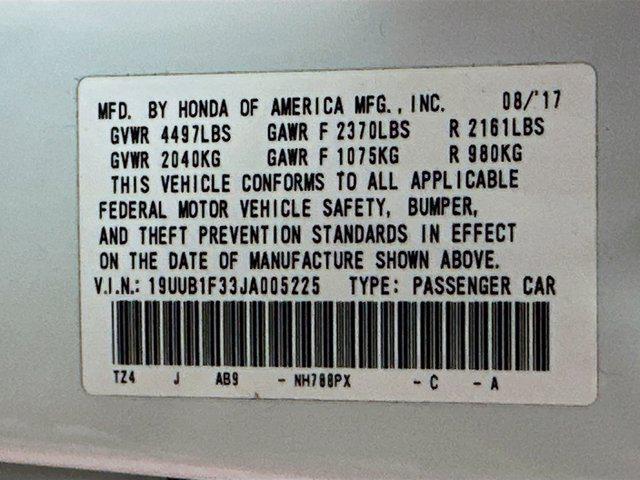 MFD. BY HONDA OF AMERICA MFG., INC. 08/'17
GVWR 4497LBS GAWR F 2370LBS R 2161LBS
GVWR 2040KG GAWR F 1075KG R 980KG
THIS VEHICLE CONFORMS TO ALL APPLICABLE
FEDERAL MOTOR VEHICLE SAFETY, BUMPER,
AND THEFT PREVENTION STANDARDS IN EFFECT
ON THE DATE OF MANUFACTURE SHOWN ABOVE.
V.I.N.: 19UUB1F33JA005225 TYPE: PASSENGER CAR
TZ4 J AB9 - NH788PX - C - A